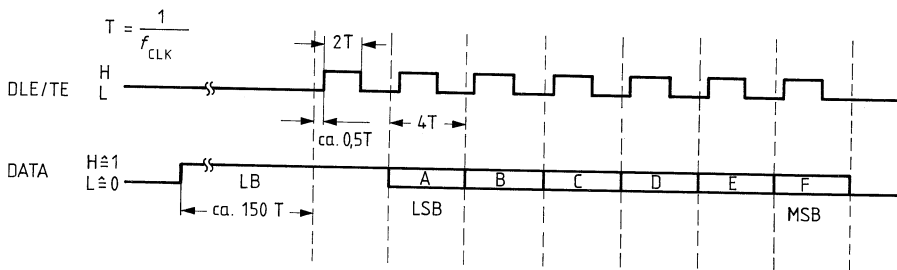 T = 1/f_CLK
2T
DLE/TE H
L
ca. 0,5T
4T
DATA H≙1
L≙0
LB
A B C D E F
ca. 150 T
LSB MSB